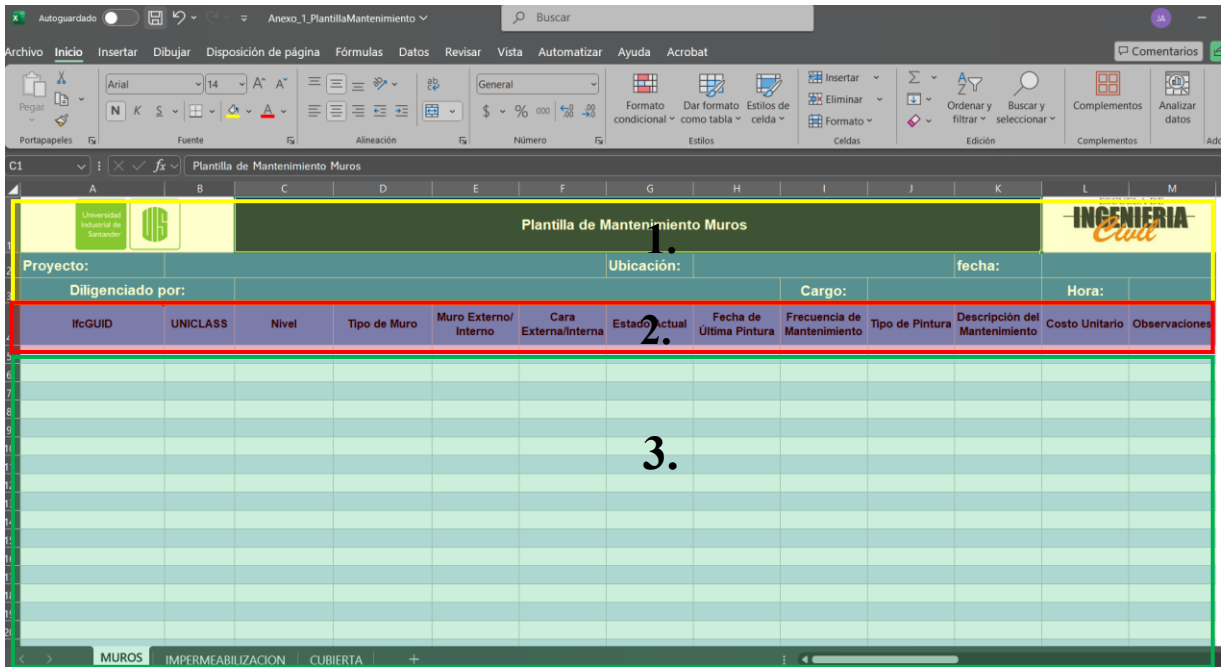 Autoguardado
Anexo_1_PlantillaMantenimiento
Buscar
JA
Archivo Inicio Insertar Dibujar Disposición de página Fórmulas Datos Revisar Vista Automatizar Ayuda Acrobat
Comentarios
Pegar
Arial 14
N K S
General
$ % 000
Formato condicional
Dar formato como tabla
Estilos de celda
Insertar
Eliminar
Formato
Ordenar y filtrar
Buscar y seleccionar
Complementos
Analizar datos
Portapapeles Fuente Alineación Número Estilos Celdas Edición Complementos
C1 fx Plantilla de Mantenimiento Muros
A B C D E F G H I J K L M
Universidad
Industrial de
Santander
UIS
Plantilla de Mantenimiento Muros
INGENIERIA
Civil
1.
Proyecto: Ubicación: fecha:
Diligenciado por: Cargo: Hora:
IfcGUID UNICLASS Nivel Tipo de Muro Muro Externo/Interno Cara Externa/Interna Estado Actual Fecha de Última Pintura Frecuencia de Mantenimiento Tipo de Pintura Descripción del Mantenimiento Costo Unitario Observaciones
2.
3.
MUROS IMPERMEABILIZACION CUBIERTA